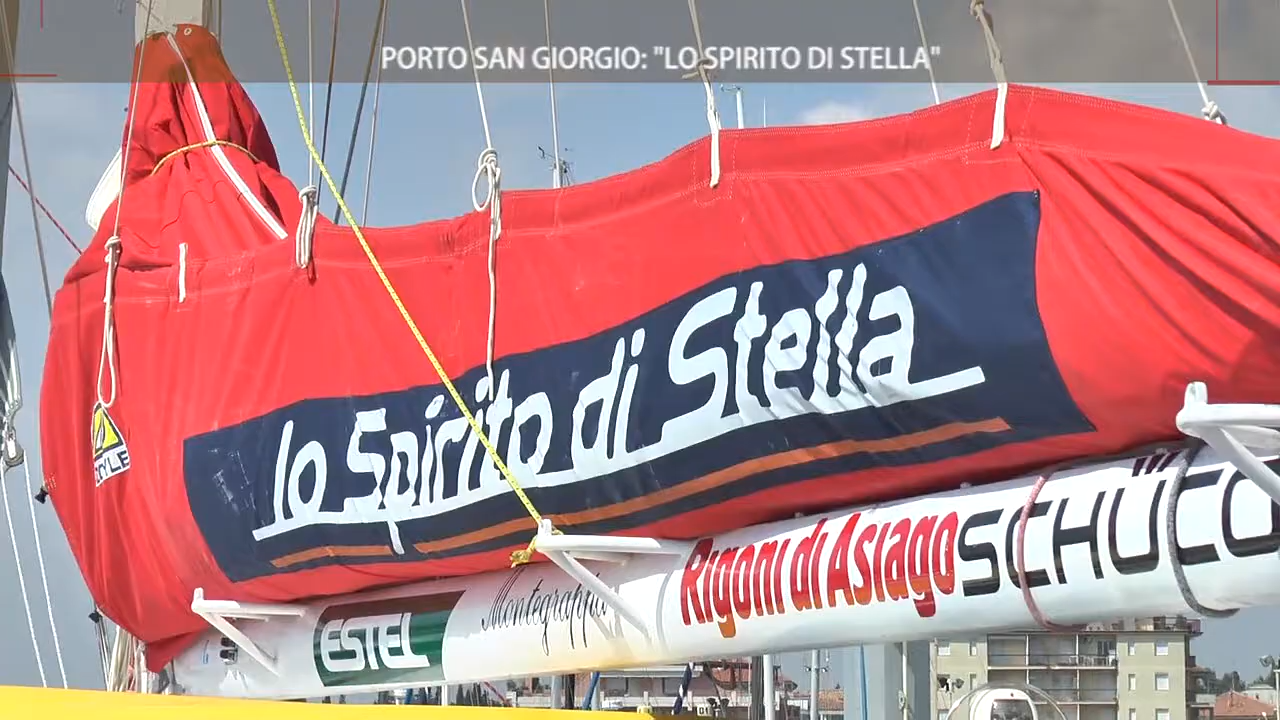 PORTO SAN GIORGIO: "LO SPIRITO DI STELLA"
lo Spirito di Stella
ESTEL
Montegrappa
Rigoni di Asiago
SCHÜCO